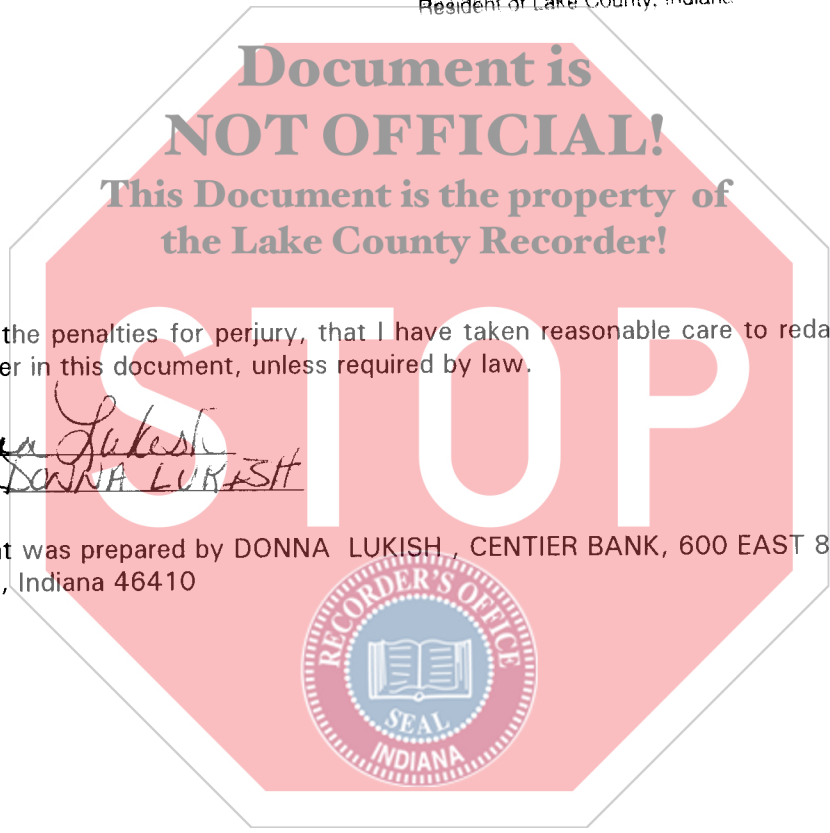 Resident of Lake County, Indiana
Document is
NOT OFFICIAL!
This Document is the property of
the Lake County Recorder!
STOP
the penalties for perjury, that I have taken reasonable care to reda
er in this document, unless required by law.
na Lukish
DONNA LUKISH
nt was prepared by DONNA LUKISH , CENTIER BANK, 600 EAST 8
, Indiana 46410
RECORDER'S OFFICE
SEAL
INDIANA